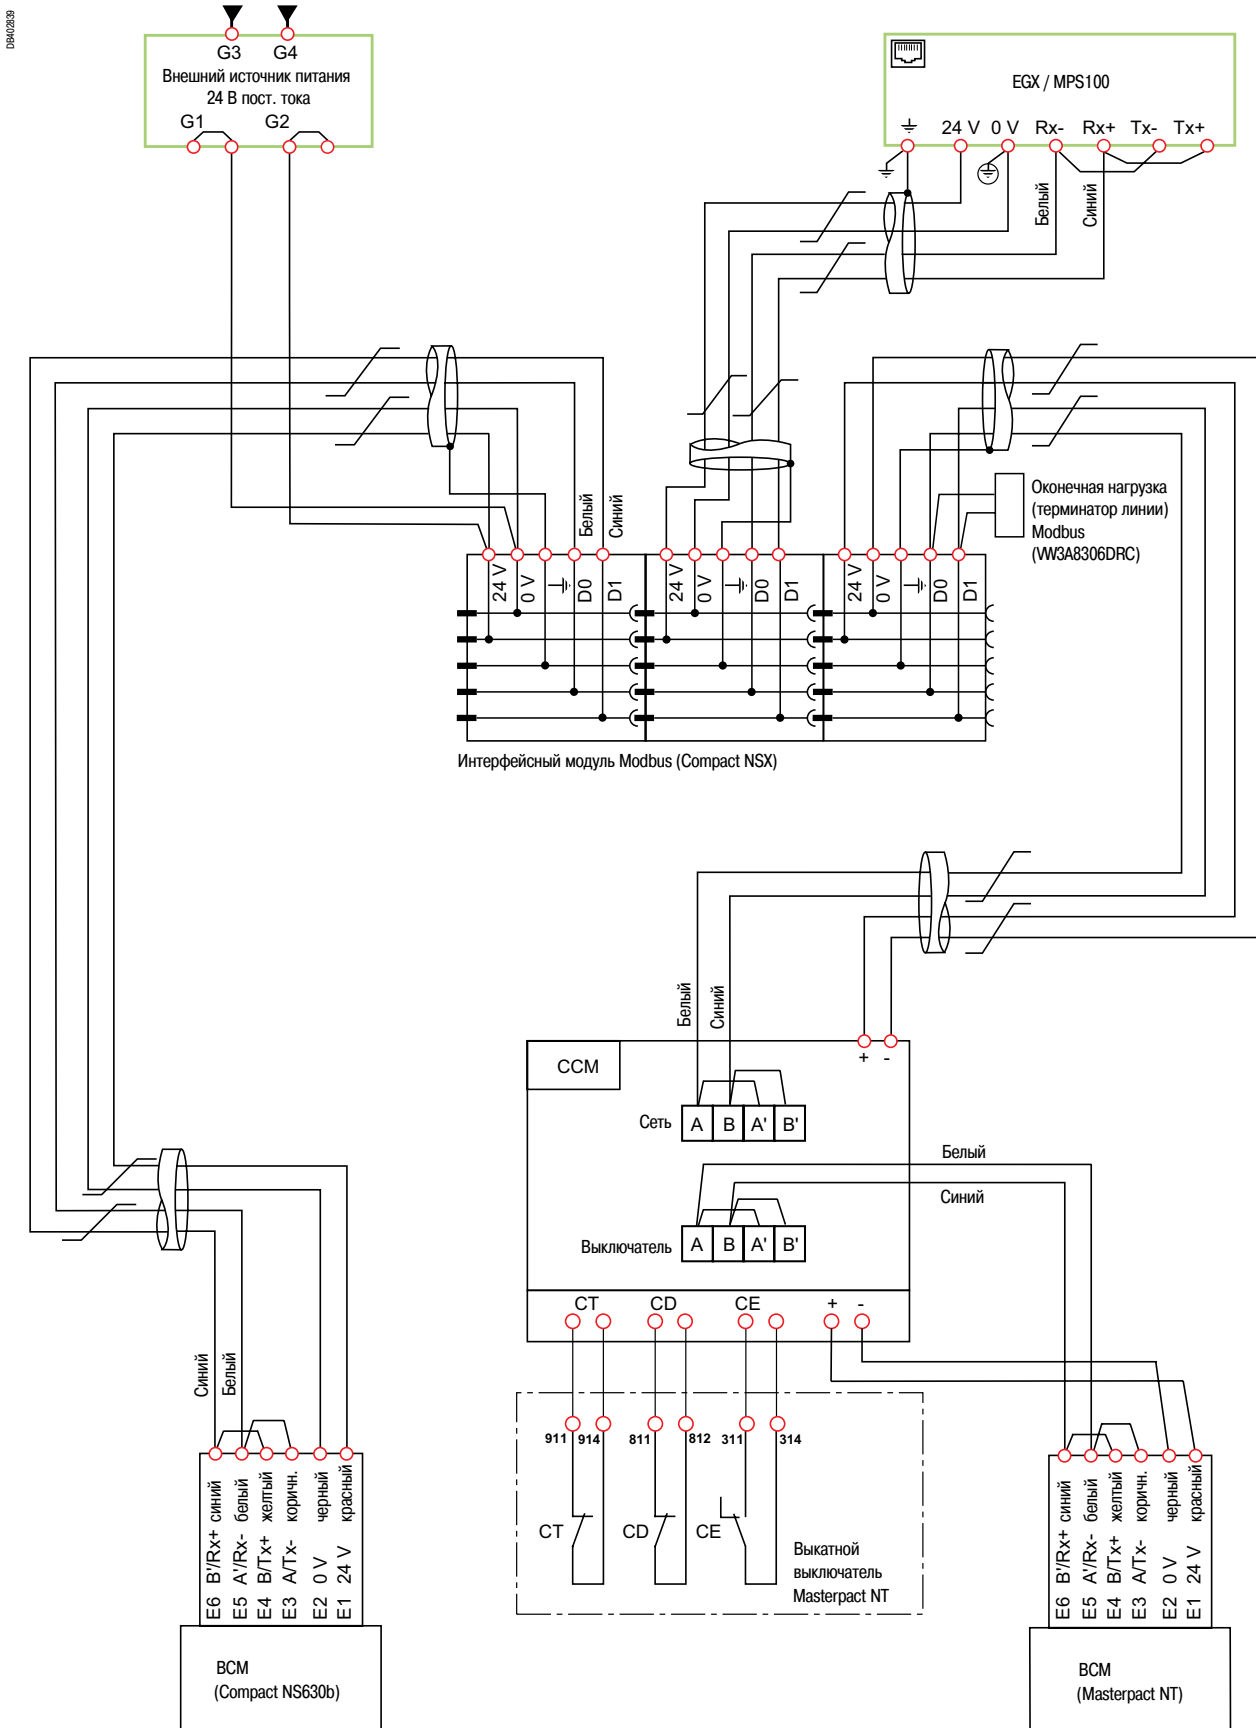 DB402839
G3 G4
Внешний источник питания
24 В пост. тока
G1 G2
EGX / MPS100
24 V 0 V Rx- Rx+ Tx- Tx+
Белый
Синий
Белый
Синий
Оконечная нагрузка
(терминатор линии)
Modbus
(VW3A8306DRC)
24 V
0 V
D0
D1
24 V
0 V
D0
D1
24 V
0 V
D0
D1
Интерфейсный модуль Modbus (Compact NSX)
Белый
Синий
CCM
+ -
Сеть A B A' B'
Белый
Синий
Выключатель A B A' B'
CT CD CE + -
911 914 811 812 311 314
CT CD CE
Выкатной
выключатель
Masterpact NT
Синий
Белый
E6 B'/Rx+ синий
E5 A'/Rx- белый
E4 B/Tx+ желтый
E3 A/Tx- коричн.
E2 0 V черный
E1 24 V красный
BCM
(Compact NS630b)
E6 B'/Rx+ синий
E5 A'/Rx- белый
E4 B/Tx+ желтый
E3 A/Tx- коричн.
E2 0 V черный
E1 24 V красный
BCM
(Masterpact NT)